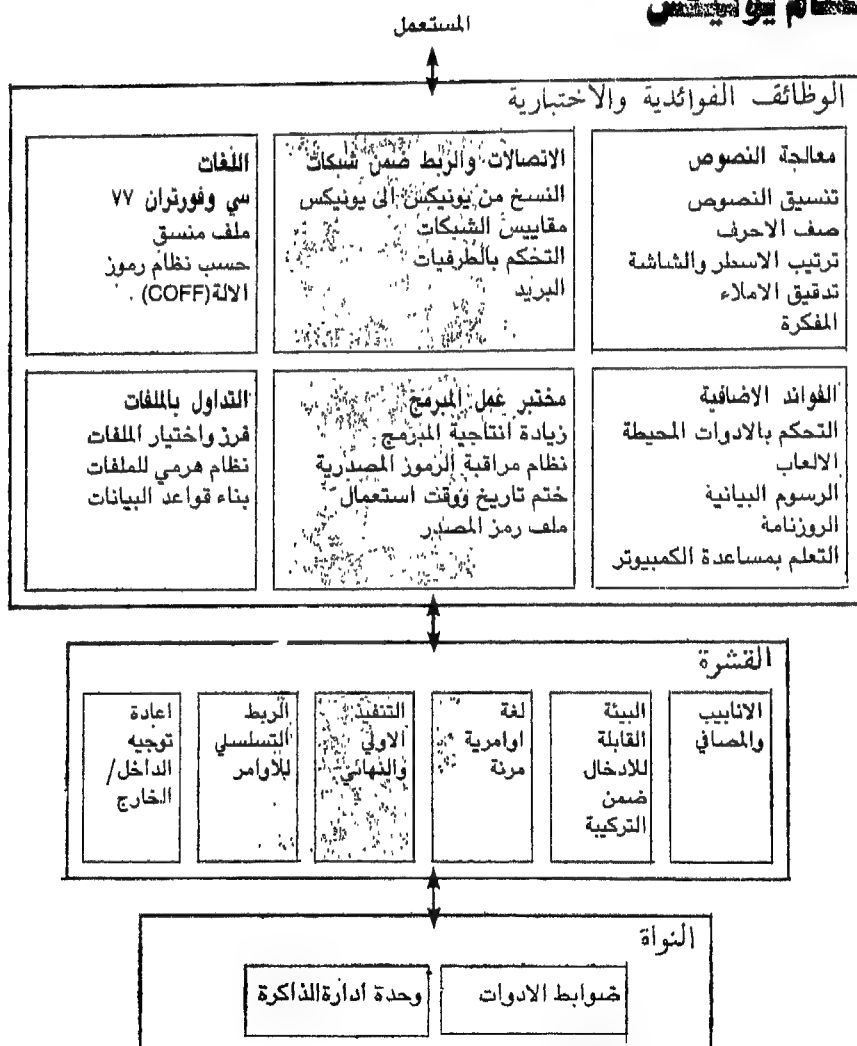 نظام يونيكس
المستعمل
الوظائف الفوائدية والاختبارية
معالجة النصوص
تنسيق النصوص
صف الاحرف
ترتيب الاسطر والشاشة
تدقيق الاملاء
المفكرة
الاتصالات والربط ضمن شبكات
النسخ من يونيكس الى يونيكس
مقاييس الشبكات
التحكم بالطرفيات
البريد
اللغات
سي وفورتران ٧٧
ملف منسق
حسب نظام رموز
الالة(COFF) .
الفوائد الاضافية
التحكم بالادوات المحيطة
الالعاب
الرسوم البيانية
الروزنامة
التعلم بمساعدة الكمبيوتر
مختبر عمل المبرمج
زيادة انتاجية المبرمج
نظام مراقبة الرموز المصدرية
ختم تاريخ ووقت استعمال
ملف رمز المصدر
التداول بالملفات
فرز واختيار الملفات
نظام هرمي للملفات
بناء قواعد البيانات
القشرة
الانابيب
والمصافي
البيئة
القابلة
للادخال
ضمن
التركيبة
لغة
اوامرية
مرنة
التنفيذ
الاولي
والنهائي
الربط
التسلسلي
للأوامر
اعادة
توجيه
الداخل/
الخارج
النواة
ضوابط الادوات
وحدة ادارة الذاكرة